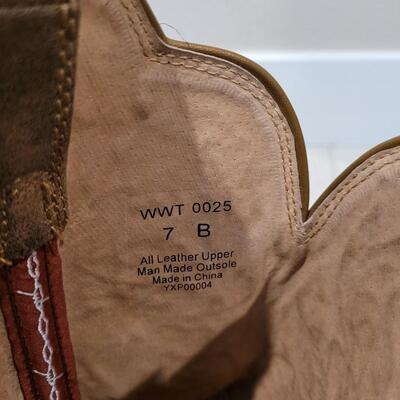 WWT 0025
7 B
All Leather Upper
Man Made Outsole
Made in China
YXP00004